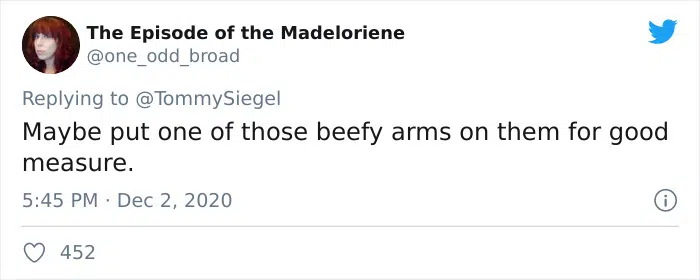 The Episode of the Madeloriene
@one_odd_broad
Replying to @TommySiegel
Maybe put one of those beefy arms on them for good
measure.
5:45 PM · Dec 2, 2020
452